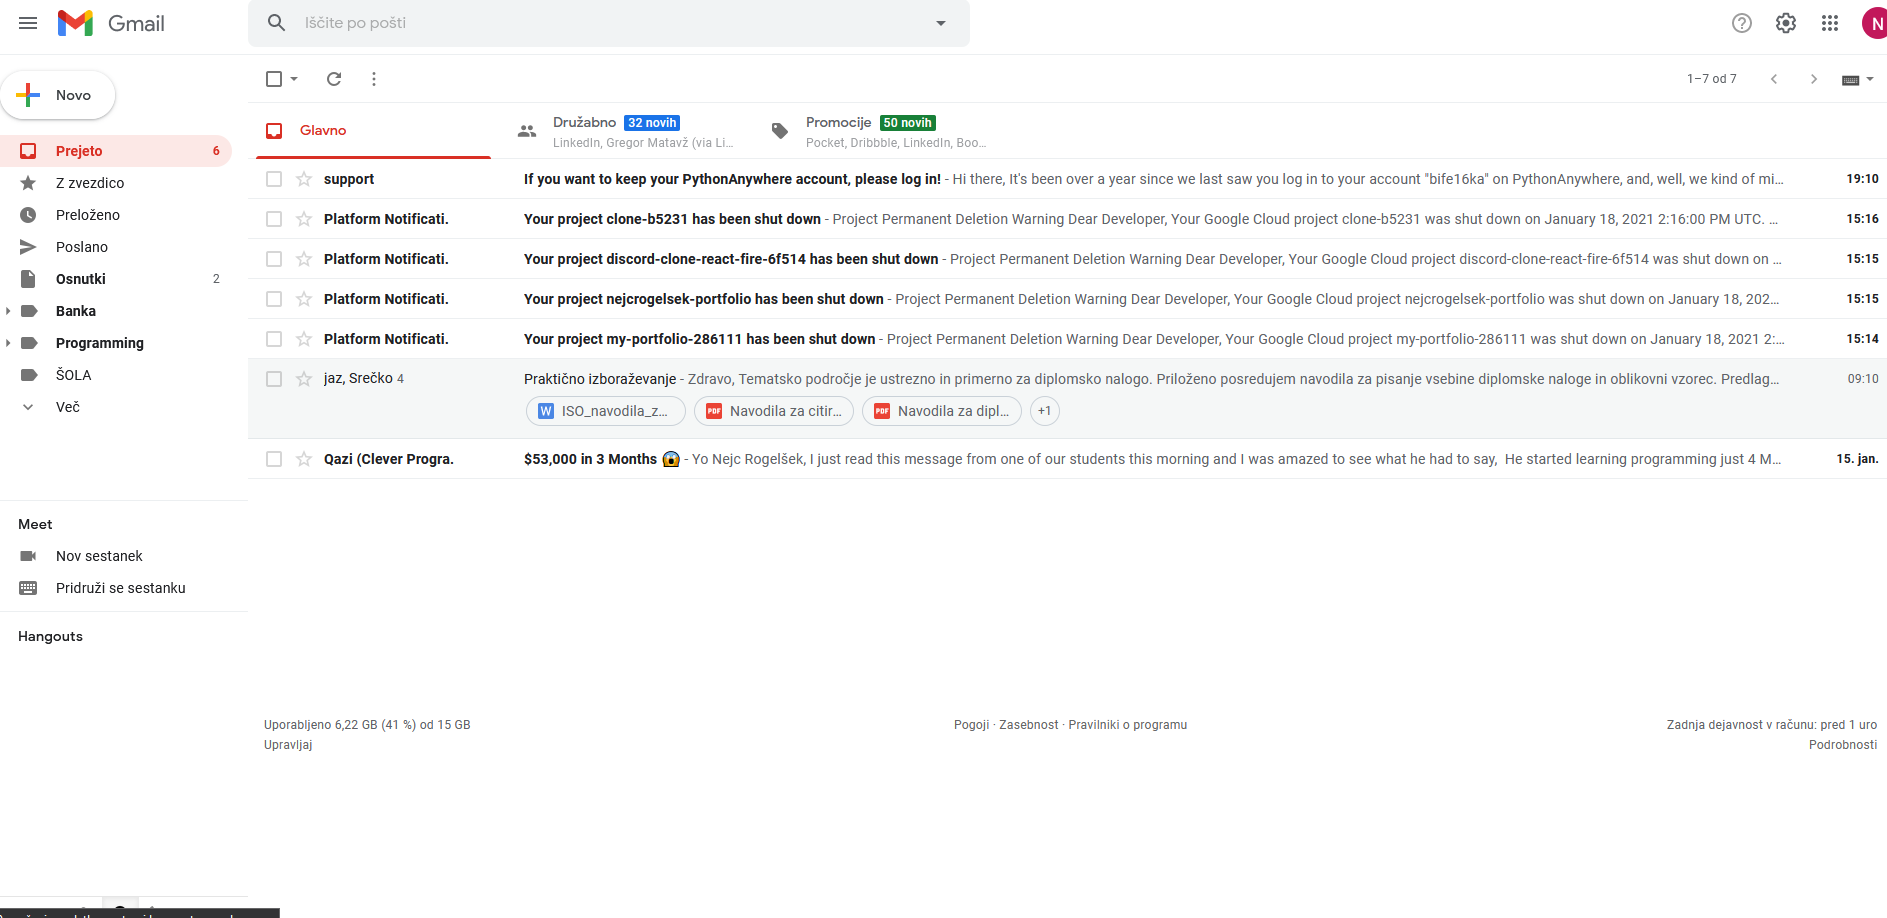 Gmail
Iščite po pošti
N
Novo
1–7 od 7
Glavno
Družabno 32 novih
LinkedIn, Gregor Matavž (via Li...
Promocije 50 novih
Pocket, Dribbble, LinkedIn, Boo...
Prejeto 6
Z zvezdico
Preloženo
Poslano
Osnutki 2
Banka
Programming
ŠOLA
Več
support If you want to keep your PythonAnywhere account, please log in! - Hi there, It's been over a year since we last saw you log in to your account "bife16ka" on PythonAnywhere, and, well, we kind of mi... 19:10
Platform Notificati. Your project clone-b5231 has been shut down - Project Permanent Deletion Warning Dear Developer, Your Google Cloud project clone-b5231 was shut down on January 18, 2021 2:16:00 PM UTC. ... 15:16
Platform Notificati. Your project discord-clone-react-fire-6f514 has been shut down - Project Permanent Deletion Warning Dear Developer, Your Google Cloud project discord-clone-react-fire-6f514 was shut down on ... 15:15
Platform Notificati. Your project nejcrogelsek-portfolio has been shut down - Project Permanent Deletion Warning Dear Developer, Your Google Cloud project nejcrogelsek-portfolio was shut down on January 18, 202... 15:15
Platform Notificati. Your project my-portfolio-286111 has been shut down - Project Permanent Deletion Warning Dear Developer, Your Google Cloud project my-portfolio-286111 was shut down on January 18, 2021 2:... 15:14
jaz, Srečko 4 Praktično izboraževanje - Zdravo, Tematsko področje je ustrezno in primerno za diplomsko nalogo. Priloženo posredujem navodila za pisanje vsebine diplomske naloge in oblikovni vzorec. Predlag... 09:10
W ISO_navodila_z... PDF Navodila za citir... PDF Navodila za dipl... +1
Qazi (Clever Progra. $53,000 in 3 Months 😱 - Yo Nejc Rogelšek, I just read this message from one of our students this morning and I was amazed to see what he had to say, He started learning programming just 4 M... 15. jan.
Meet
Nov sestanek
Pridruži se sestanku
Hangouts
Uporabljeno 6,22 GB (41 %) od 15 GB
Upravljaj
Pogoji · Zasebnost · Pravilniki o programu
Zadnja dejavnost v računu: pred 1 uro
Podrobnosti